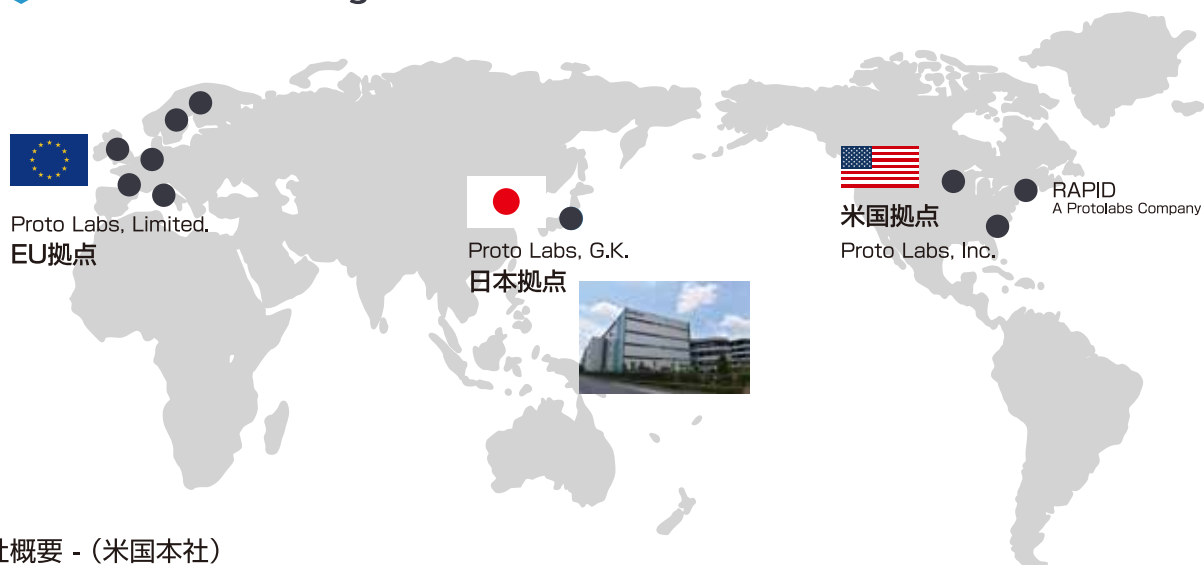 Proto Labs, Limited.
EU拠点
Proto Labs, G.K.
日本拠点
米国拠点
Proto Labs, Inc.
RAPID
A Protolabs Company
社概要 -（米国本社）